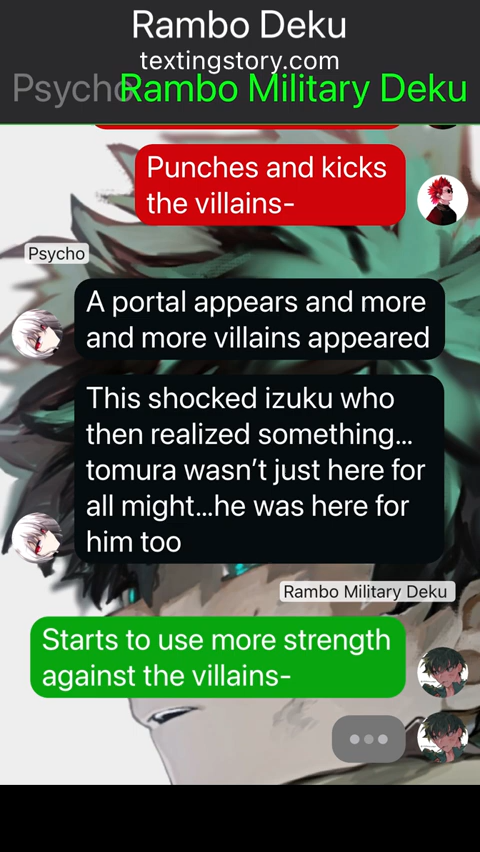 Rambo Deku
textingstory.com
Psycho
Rambo Military Deku
Punches and kicks
the villains-
Psycho
A portal appears and more
and more villains appeared
This shocked izuku who
then realized something...
tomura wasn't just here for
all might...he was here for
him too
Rambo Military Deku
Starts to use more strength
against the villains-